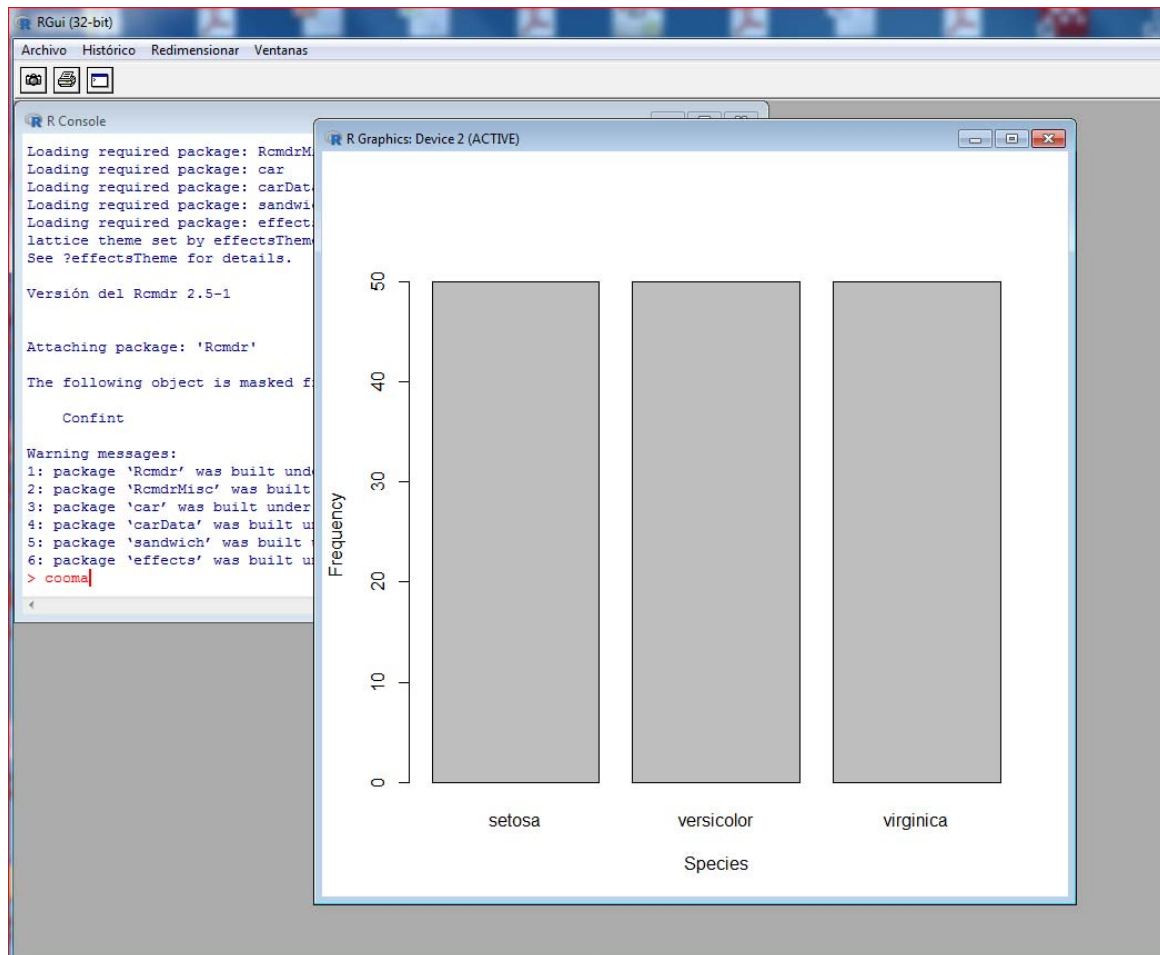 RGui (32-bit)
Archivo Histórico Redimensionar Ventanas
R Console
Loading required package: RcmdrM
Loading required package: car
Loading required package: carData
Loading required package: sandwic
Loading required package: effects
lattice theme set by effectsTheme
See ?effectsTheme for details.
Versión del Rcmdr 2.5-1
Attaching package: 'Rcmdr'
The following object is masked f
Confint
Warning messages:
1: package ‘Rcmdr’ was built unde
2: package ‘RcmdrMisc’ was built
3: package ‘car’ was built under
4: package ‘carData’ was built u
5: package ‘sandwich’ was built
6: package ‘effects’ was built un
> cooma
R Graphics: Device 2 (ACTIVE)
50
40
30
20
10
0
Frequency
setosa versicolor virginica
Species